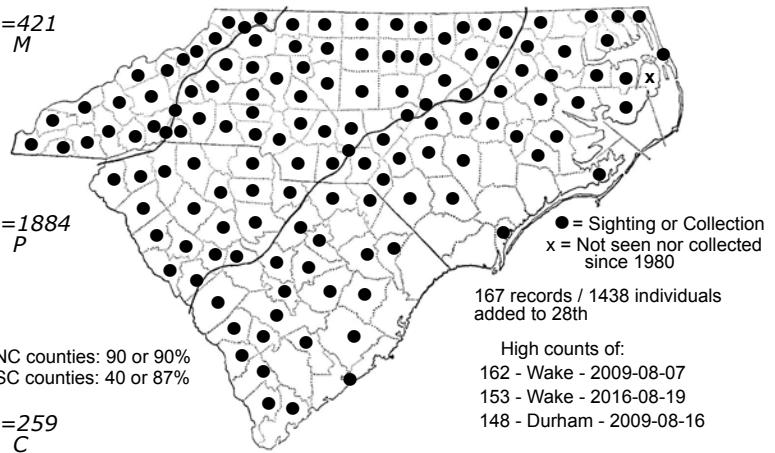 =421
M
x
=1884
P
● = Sighting or Collection
x = Not seen nor collected
since 1980
167 records / 1438 individuals
added to 28th
NC counties: 90 or 90%
SC counties: 40 or 87%
High counts of:
162 - Wake - 2009-08-07
153 - Wake - 2016-08-19
148 - Durham - 2009-08-16
=259
C